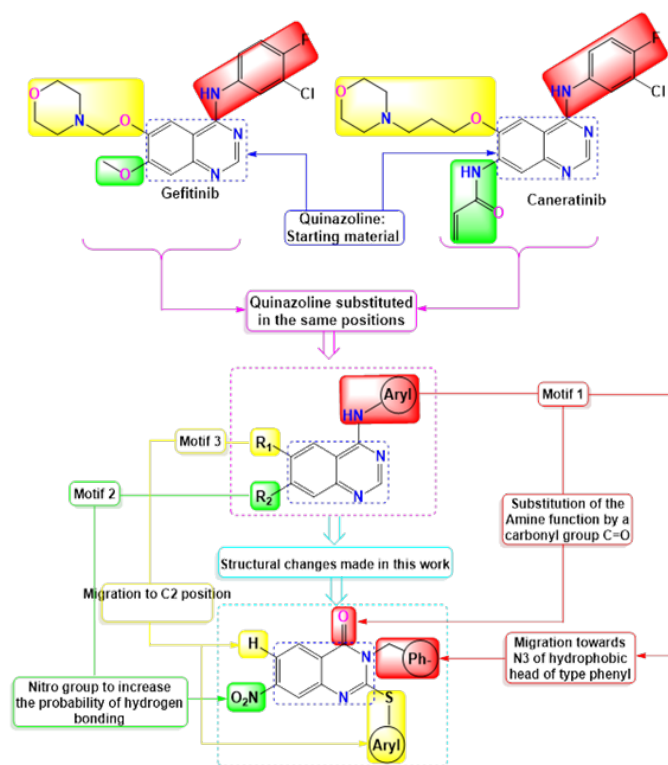 F
HN
Cl
O
N
O
N
N
O
Gefitinib
F
HN
Cl
O
N
O
N
N
HN
O
Caneratinib
Quinazoline:
Starting material
Quinazoline substituted
in the same positions
Aryl
HN
Motif 1
Motif 3
R1
N
N
Motif 2
R2
Substitution of the
Amine function by a
carbonyl group C=O
Structural changes made in this work
Migration to C2 position
O
H
N
Ph-
Migration towards
N3 of hydrophobic
head of type phenyl
Nitro group to increase
the probability of hydrogen
bonding
O2N
N
S
Aryl